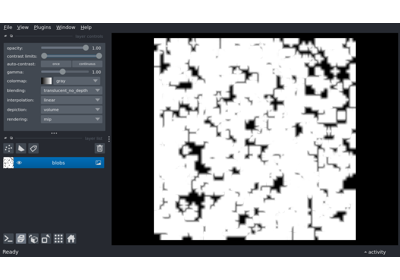 File View Plugins Window Help
opacity: 1.00
contrast limits:
auto-contrast: once continuous
gamma: 1.00
colormap: gray
blending: translucent_no_depth
interpolation: linear
depiction: volume
rendering: mip
blobs
Ready
activity